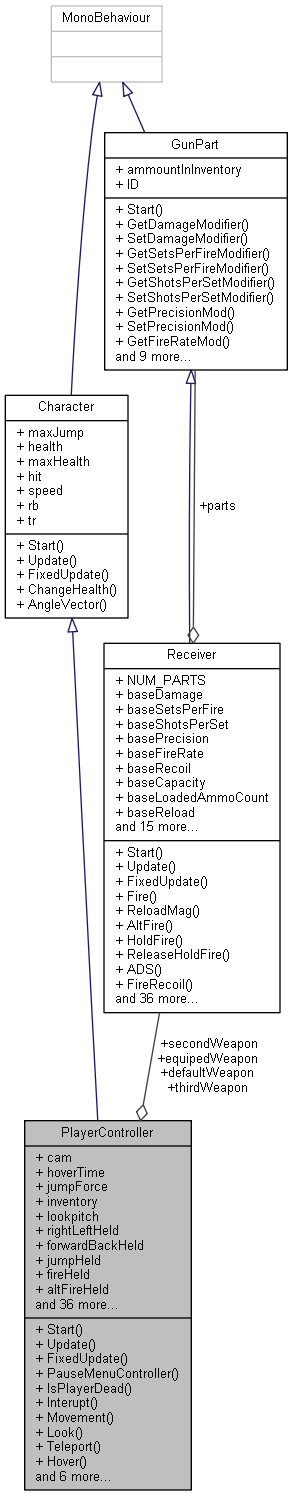 MonoBehaviour
GunPart
+ ammountInInventory
+ ID
+ Start()
+ GetDamageModifier()
+ SetDamageModifier()
+ GetSetsPerFireModifier()
+ SetSetsPerFireModifier()
+ GetShotsPerSetModifier()
+ SetShotsPerSetModifier()
+ GetPrecisionMod()
+ SetPrecisionMod()
+ GetFireRateMod()
and 9 more...
Character
+ maxJump
+ health
+ maxHealth
+ hit
+ speed
+ rb
+ tr
+ Start()
+ Update()
+ FixedUpdate()
+ ChangeHealth()
+ AngleVector()
+parts
Receiver
+ NUM_PARTS
+ baseDamage
+ baseSetsPerFire
+ baseShotsPerSet
+ basePrecision
+ baseFireRate
+ baseRecoil
+ baseCapacity
+ baseLoadedAmmoCount
+ baseReload
and 15 more...
+ Start()
+ Update()
+ FixedUpdate()
+ Fire()
+ ReloadMag()
+ AltFire()
+ HoldFire()
+ ReleaseHoldFire()
+ ADS()
+ FireRecoil()
and 36 more...
+secondWeapon
+equipedWeapon
+defaultWeapon
+thirdWeapon
PlayerController
+ cam
+ hoverTime
+ jumpForce
+ inventory
+ lookpitch
+ rightLeftHeld
+ forwardBackHeld
+ jumpHeld
+ fireHeld
+ altFireHeld
and 36 more...
+ Start()
+ Update()
+ FixedUpdate()
+ PauseMenuController()
+ IsPlayerDead()
+ Interupt()
+ Movement()
+ Look()
+ Teleport()
+ Hover()
and 6 more...